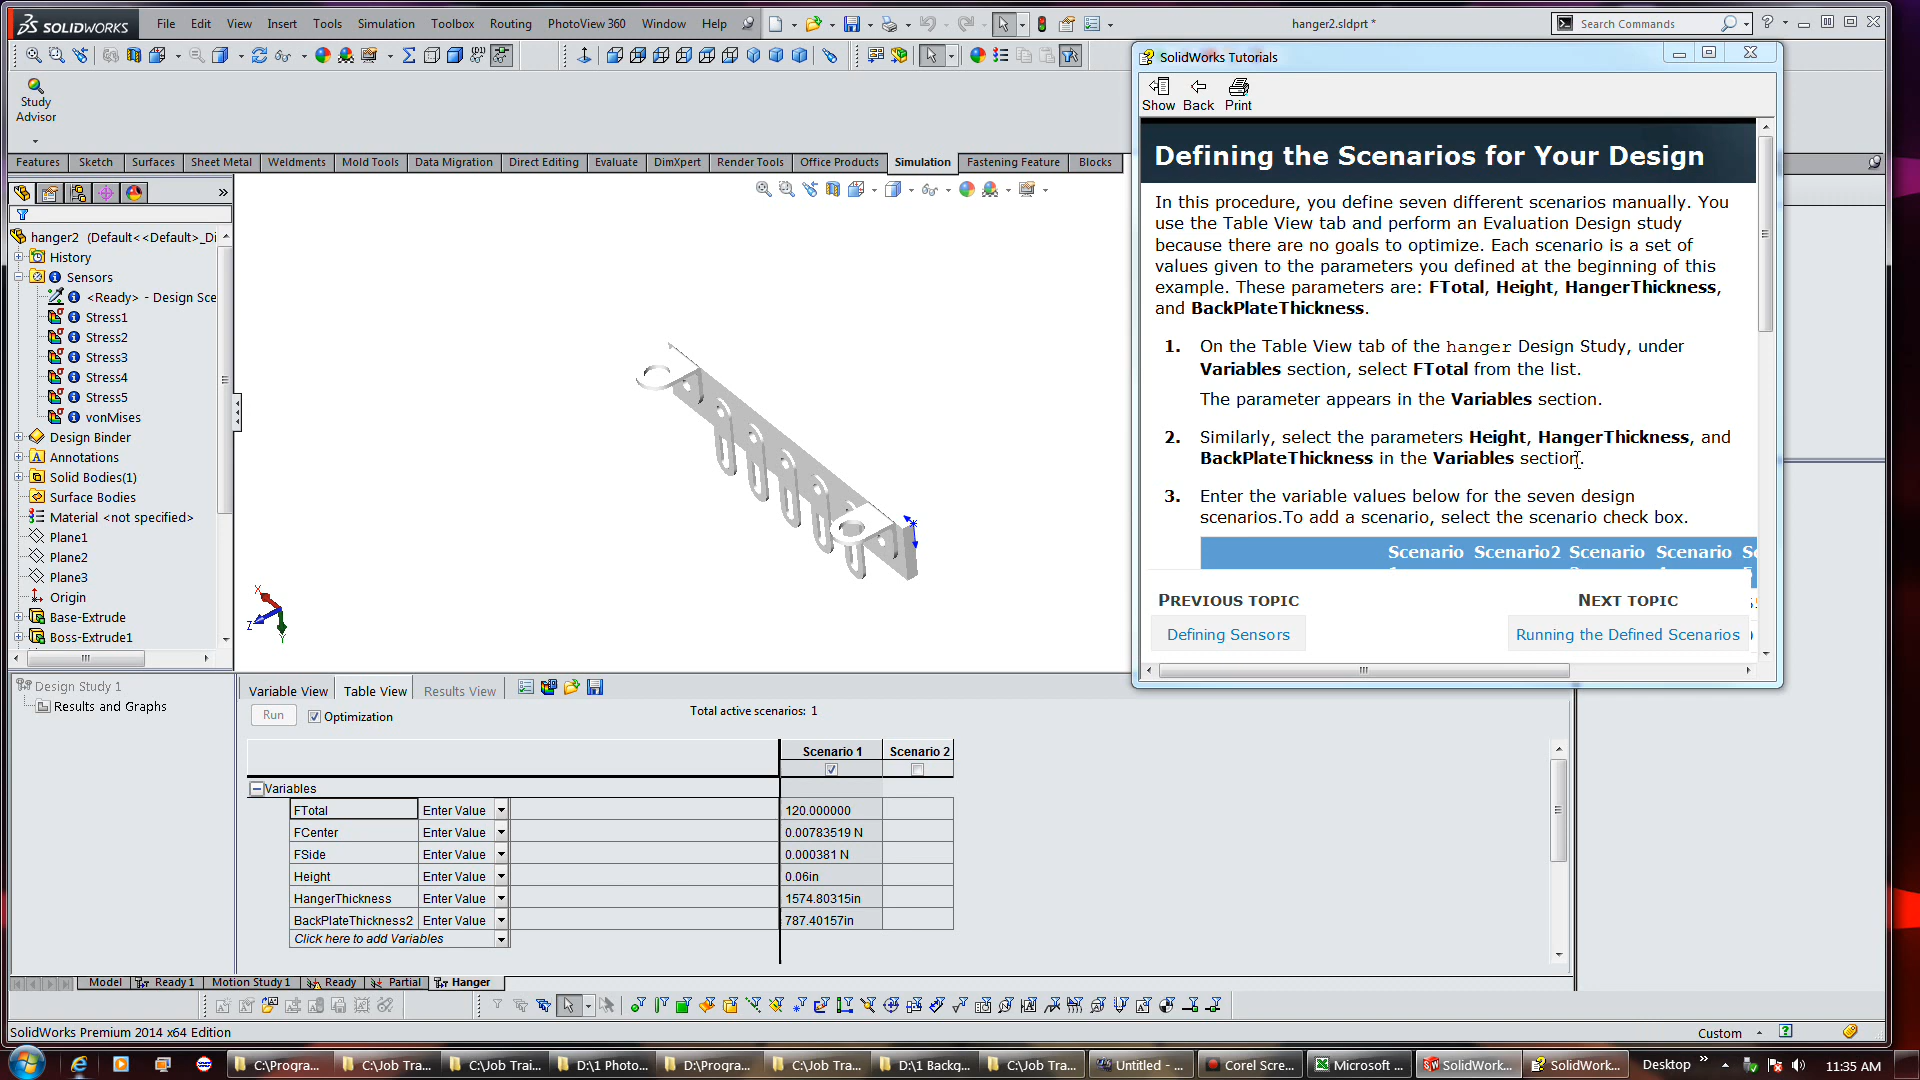 SOLIDWORKS
File Edit View Insert Tools Simulation Toolbox Routing PhotoView 360 Window Help
hanger2.sldprt *
Search Commands
SolidWorks Tutorials
Show Back Print
Study
Advisor
Features Sketch Surfaces Sheet Metal Weldments Mold Tools Data Migration Direct Editing Evaluate DimXpert Render Tools Office Products Simulation Fastening Feature Blocks
hanger2 (Default<<Default>_Di
History
Sensors
<Ready> - Design Sce
Stress1
Stress2
Stress3
Stress4
Stress5
vonMises
Design Binder
Annotations
Solid Bodies(1)
Surface Bodies
Material <not specified>
Plane1
Plane2
Plane3
Origin
Base-Extrude
Boss-Extrude1
X
Z
Y
Defining the Scenarios for Your Design
In this procedure, you define seven different scenarios manually. You
use the Table View tab and perform an Evaluation Design study
because there are no goals to optimize. Each scenario is a set of
values given to the parameters you defined at the beginning of this
example. These parameters are: FTotal, Height, HangerThickness,
and BackPlateThickness.
1. On the Table View tab of the hanger Design Study, under
Variables section, select FTotal from the list.
The parameter appears in the Variables section.
2. Similarly, select the parameters Height, HangerThickness, and
BackPlateThickness in the Variables section.
3. Enter the variable values below for the seven design
scenarios.To add a scenario, select the scenario check box.
Scenario Scenario2 Scenario Scenario
PREVIOUS TOPIC
NEXT TOPIC
Defining Sensors
Running the Defined Scenarios
Design Study 1
Results and Graphs
Variable View Table View Results View
Run Optimization
Total active scenarios: 1
Scenario 1 Scenario 2
Variables
FTotal Enter Value 120.000000
FCenter Enter Value 0.00783519 N
FSide Enter Value 0.000381 N
Height Enter Value 0.06in
HangerThickness Enter Value 1574.80315in
BackPlateThickness2 Enter Value 787.40157in
Click here to add Variables
Model Ready1 Motion Study1 Ready Partial Hanger
SolidWorks Premium 2014 x64 Edition
Custom
C:\Progra... C:\Job Tra... C:\Job Trai... D:\1 Photo... D:\Progra... C:\Job Tra... D:\1 Backg... C:\Job Tra... Untitled - ... Corel Scre... Microsoft ... SolidWork... SolidWork... Desktop 11:35 AM